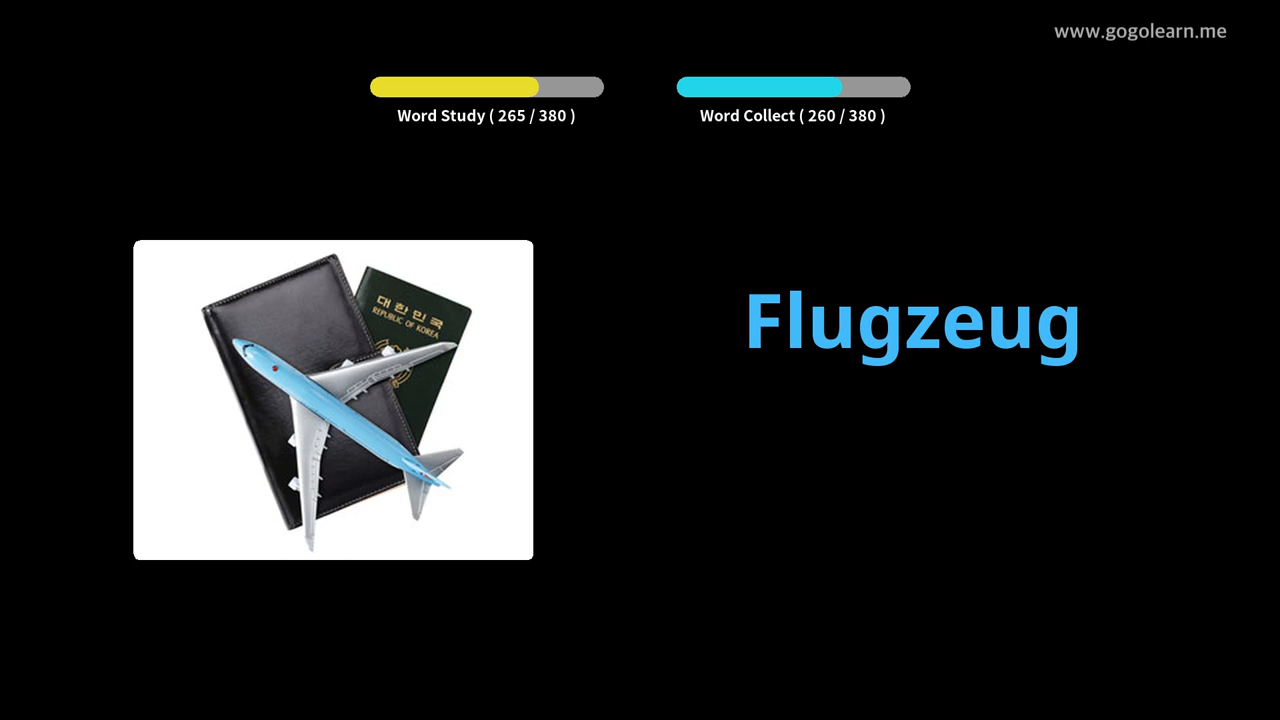 www.gogolearn.me
Word Study ( 265 / 380 )
Word Collect ( 260 / 380 )
대한민국
REPUBLIC OF KOREA
Flugzeug